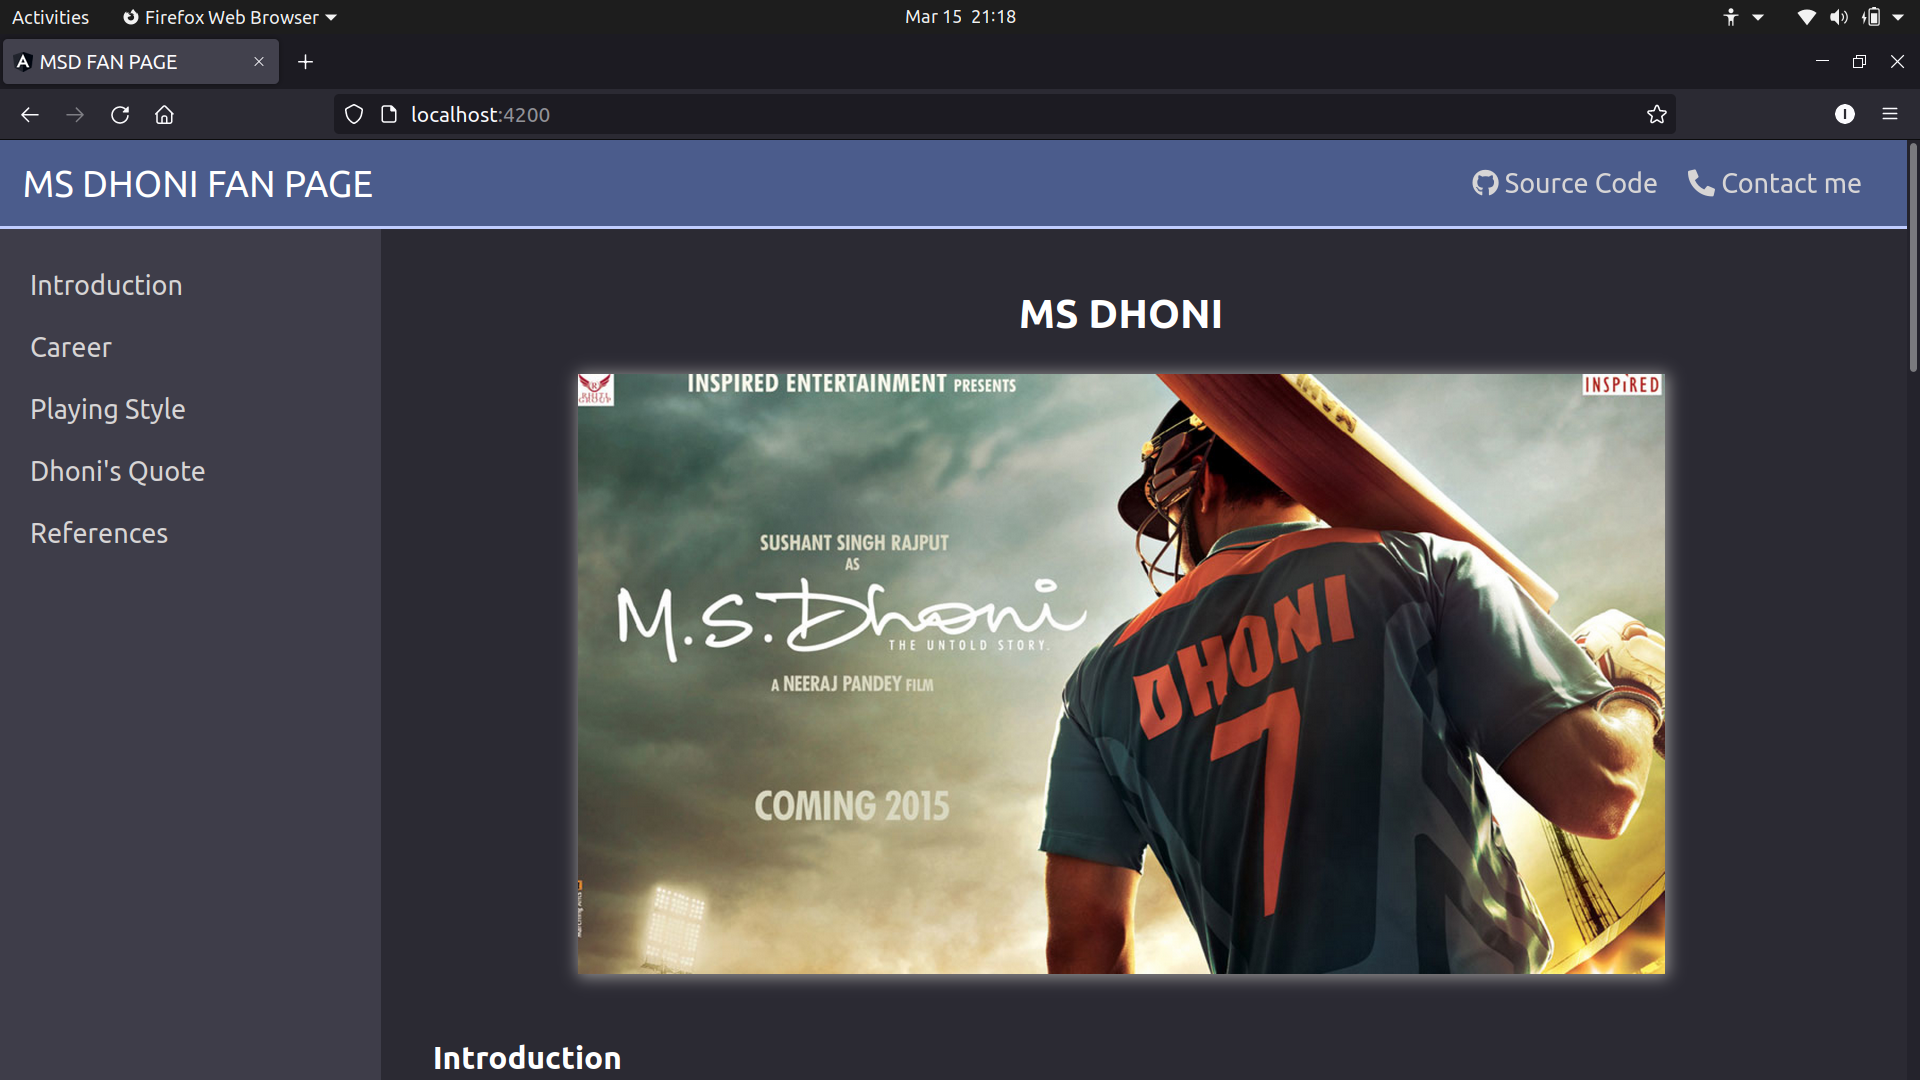 Activities
Firefox Web Browser
Mar 15 21:18
MSD FAN PAGE
localhost:4200
MS DHONI FAN PAGE
Source Code
Contact me
Introduction
Career
Playing Style
Dhoni's Quote
References
MS DHONI
RHITI
GROUP
INSPIRED ENTERTAINMENT PRESENTS
INSPIRED
SUSHANT SINGH RAJPUT
AS
M.S.Dhoni
THE UNTOLD STORY.
A NEERAJ PANDEY FILM
COMING 2015
DHONI
7
Introduction